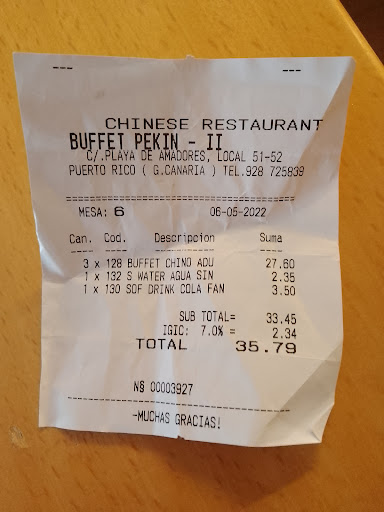 CHINESE RESTAURANT
BUFFET PEKIN - II
C/.PLAYA DE AMADORES, LOCAL 51-52
PUERTO RICO ( G.CANARIA ) TEL.928 725839
MESA: 6 06-05-2022
Can. Cod. Descripcion Suma
3 x 128 BUFFET CHINO ADU 27.60
1 x 132 S WATER AGUA SIN 2.35
1 x 130 SOF DRINK COLA FAN 3.50
SUB TOTAL= 33.45
IGIC: 7.0% = 2.34
TOTAL 35.79
N§ 00003927
-MUCHAS GRACIAS!